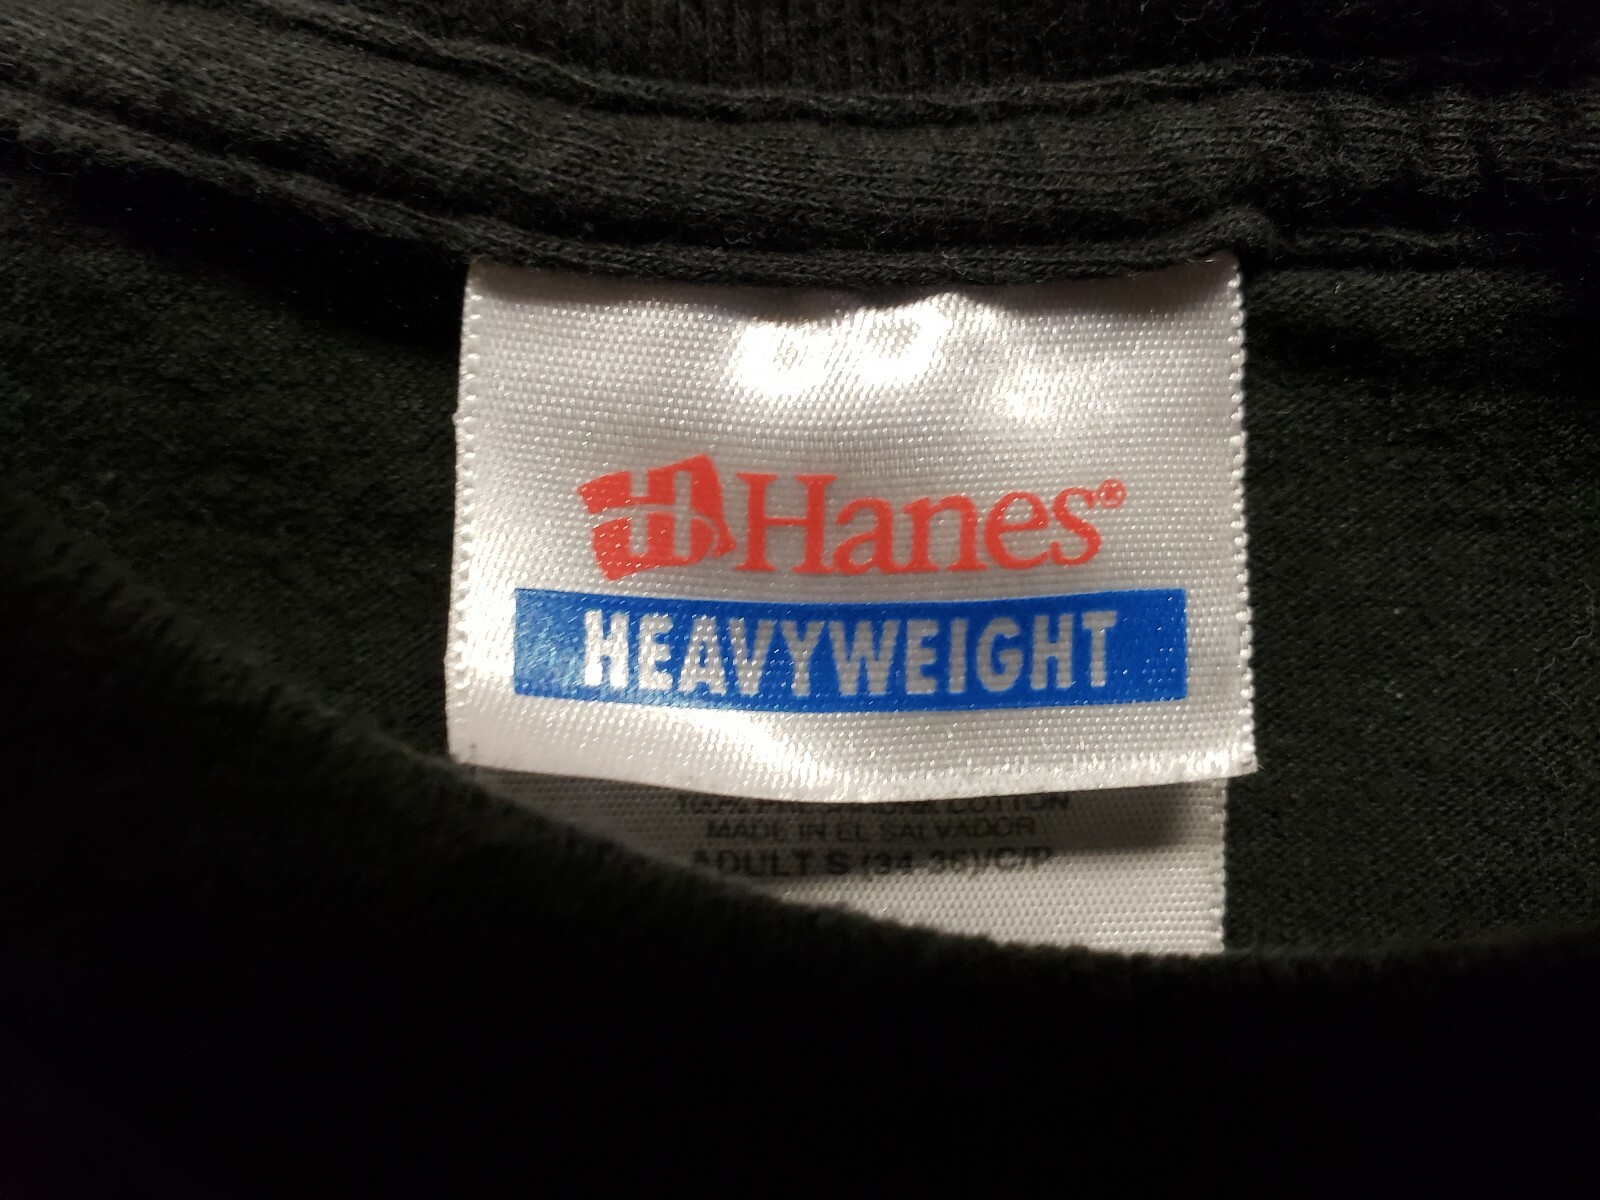 Hanes®
HEAVYWEIGHT
100% COTTON
MADE IN EL SALVADOR
ADULT S (34-36)/C/P